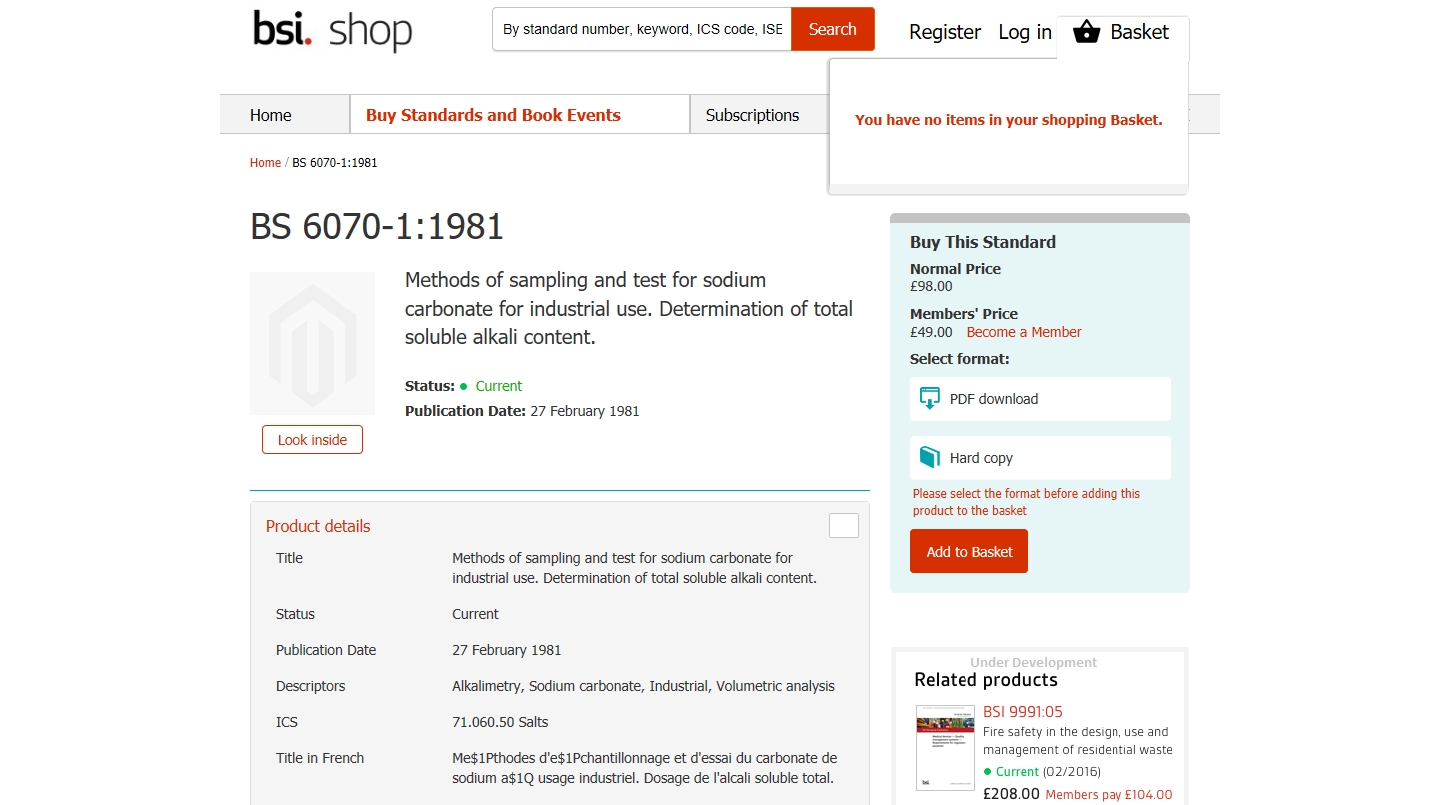 bsi. shop
By standard number, keyword, ICS code, ISE
Search
Register
Log in
Basket
You have no items in your shopping Basket.
Home
Buy Standards and Book Events
Subscriptions
Home / BS 6070-1:1981
BS 6070-1:1981
Methods of sampling and test for sodium
carbonate for industrial use. Determination of total
soluble alkali content.
Status: ● Current
Publication Date: 27 February 1981
Look inside
Buy This Standard
Normal Price
£98.00
Members' Price
£49.00 Become a Member
Select format:
PDF download
Hard copy
Please select the format before adding this
product to the basket
Add to Basket
Product details
Title
Methods of sampling and test for sodium carbonate for
industrial use. Determination of total soluble alkali content.
Status
Current
Publication Date
27 February 1981
Descriptors
Alkalimetry, Sodium carbonate, Industrial, Volumetric analysis
ICS
71.060.50 Salts
Title in French
Me$1Pthodes d'e$1Pchantillonnage et d'essai du carbonate de
sodium a$1Q usage industriel. Dosage de l'alcali soluble total.
Under Development
Related products
BSI 9991:05
Fire safety in the design, use and
management of residential waste
● Current (02/2016)
£208.00 Members pay £104.00